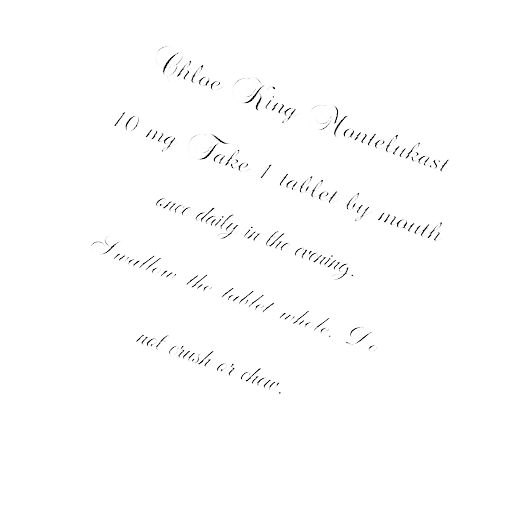 Chloe King Montelukast
10 mg Take 1 tablet by mouth
once daily in the evening.
Swallow the tablet whole. Do
not crush or chew.